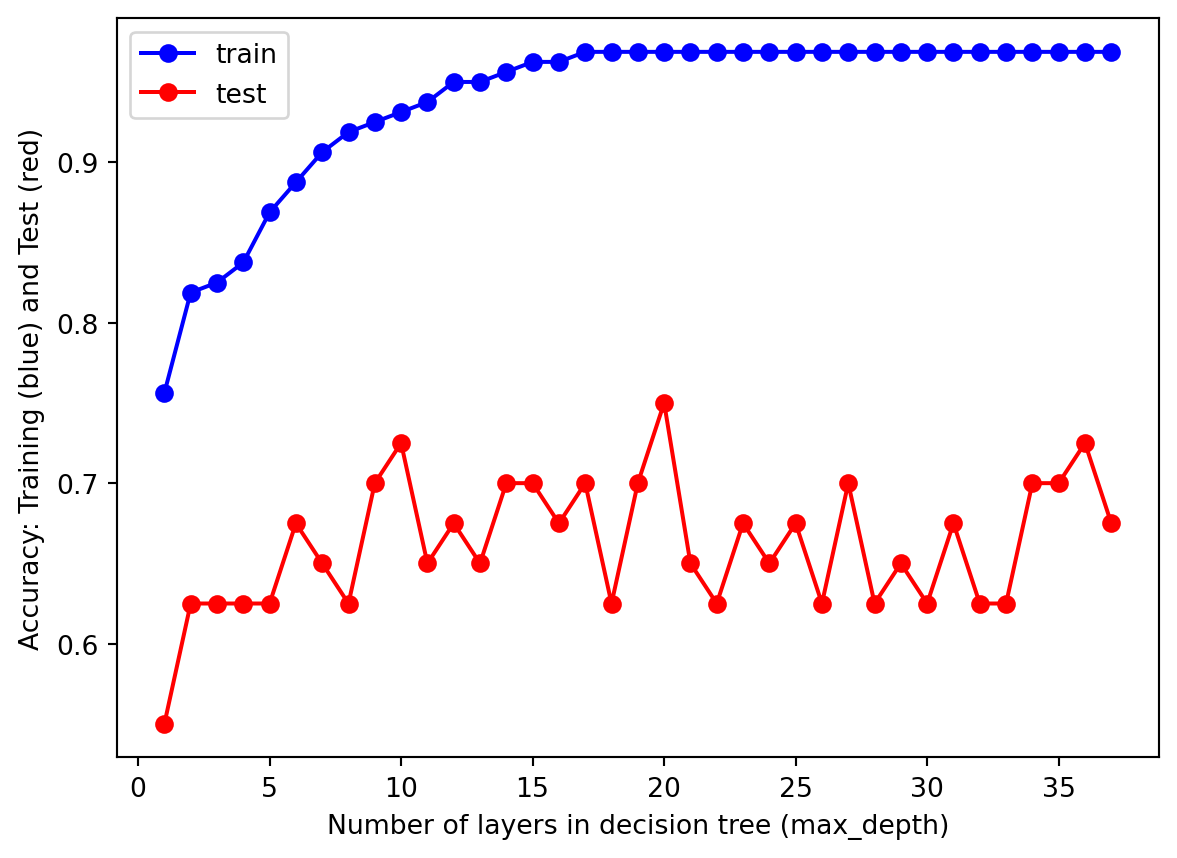 train
test
Accuracy: Training (blue) and Test (red)
0.9
0.8
0.7
0.6
0 5 10 15 20 25 30 35
Number of layers in decision tree (max_depth)